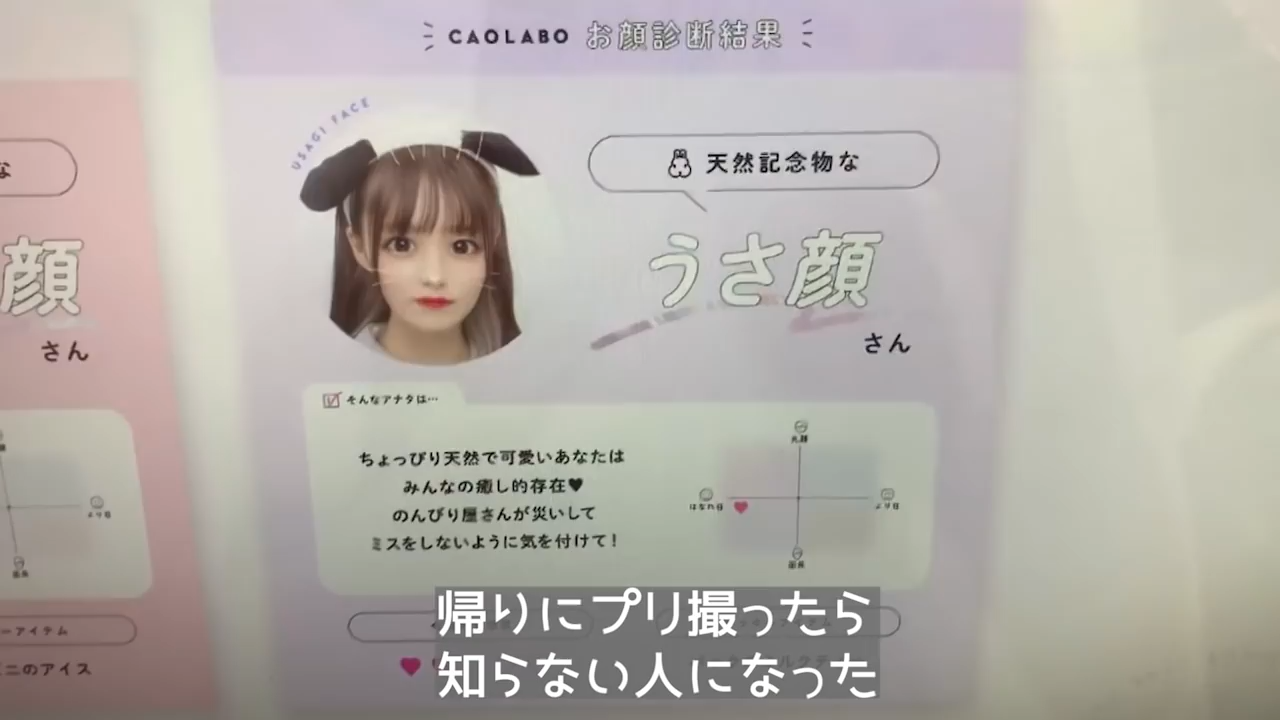 CAOLABO お顔診断結果
USAGI FACE
天然記念物な
うさ顔
さん
そんなアナタは…
ちょっぴり天然で可愛いあなたは
みんなの癒し的存在♥
のんびり屋さんが災いして
ミスをしないように気を付けて!
丸顔
はなれ目
より目
面長
な
顔
さん
より目
面長
ーアイテム
ニのアイス
帰りにプリ撮ったら
知らない人になった